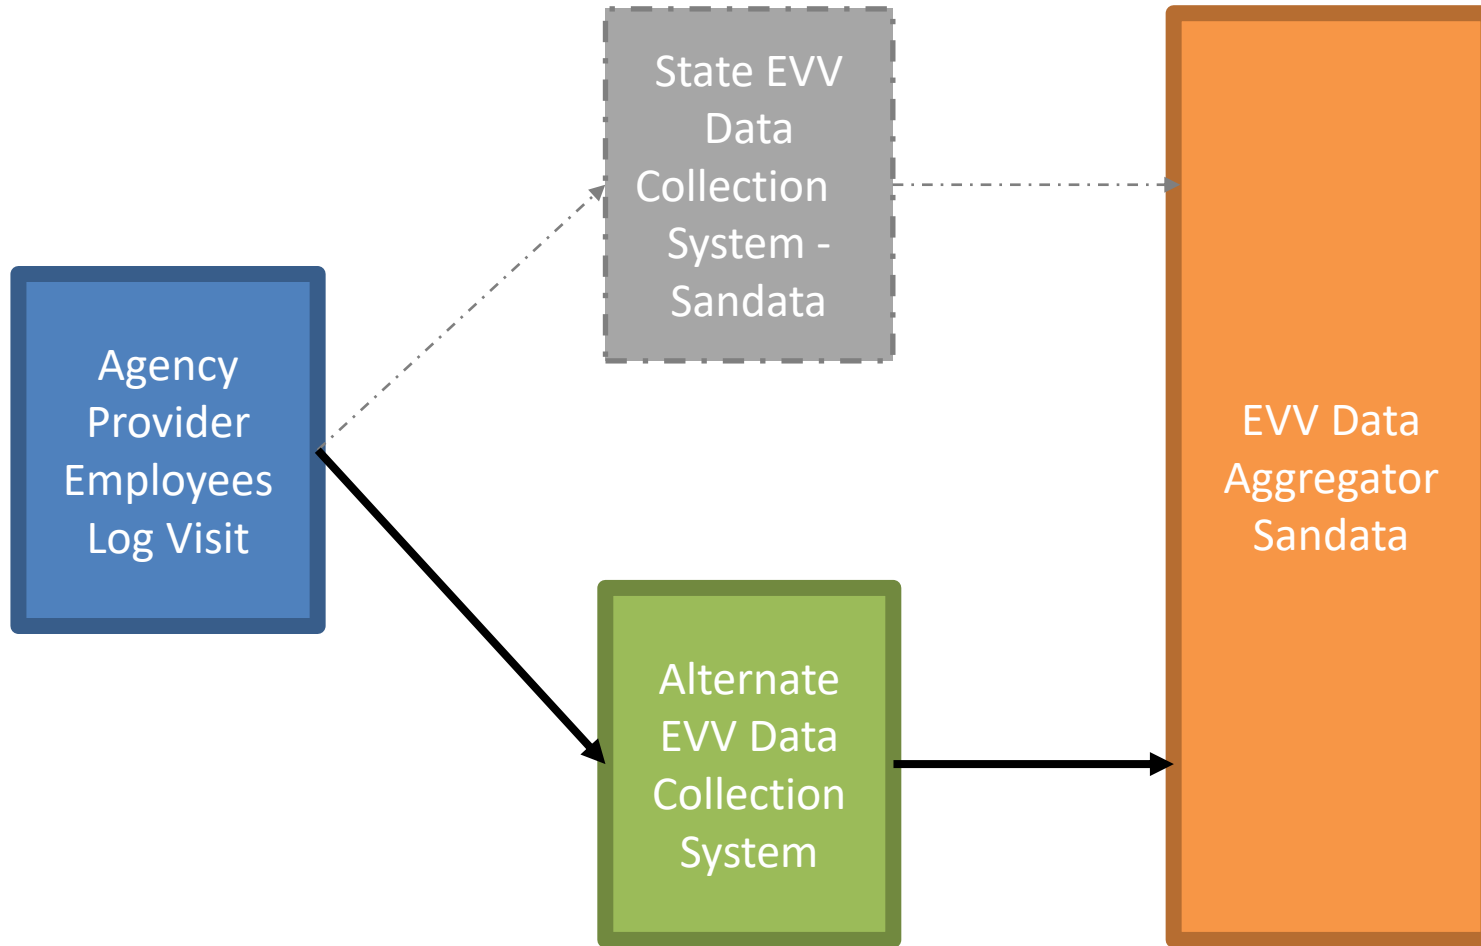 State EVV
Data
Collection
System -
Sandata
Agency
Provider
Employees
Log Visit
EVV Data
Aggregator
Sandata
Alternate
EVV Data
Collection
System